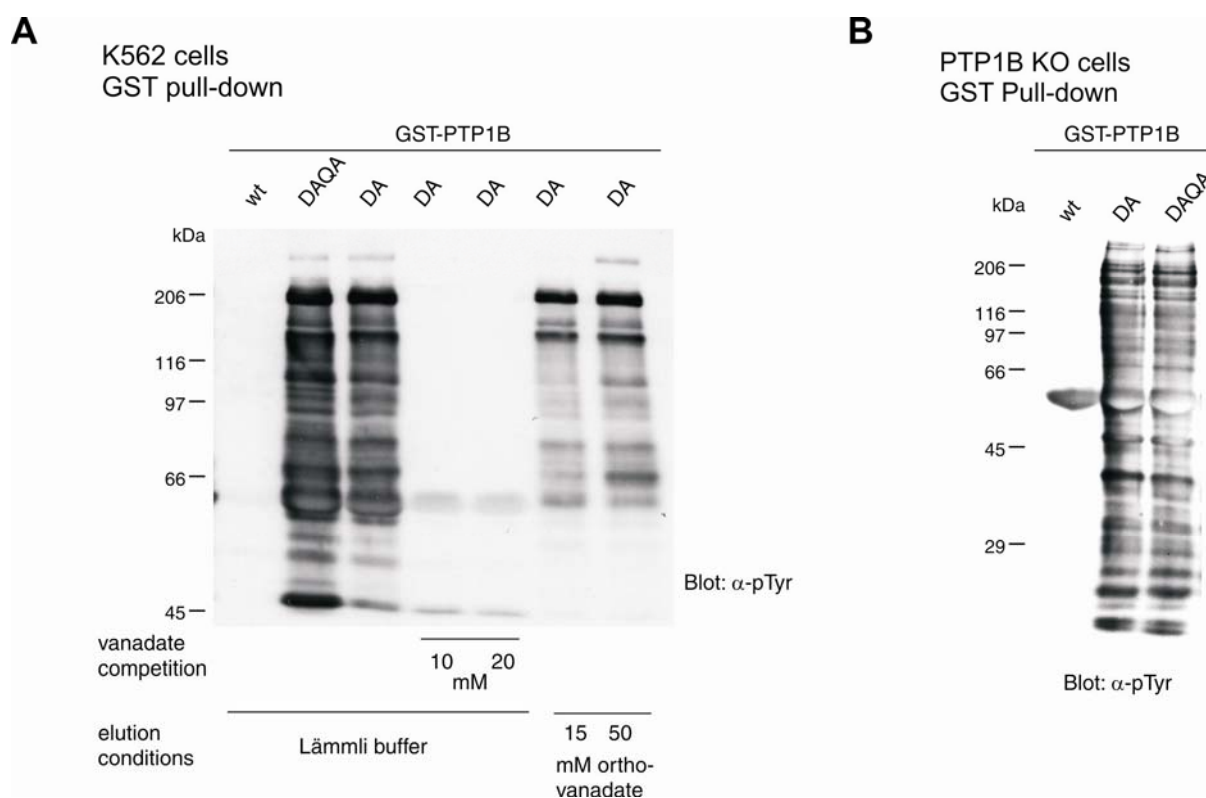 A
K562 cells
GST pull-down
GST-PTP1B
wt DAQA DA DA DA DA DA
kDa
206
116
97
66
45
Blot: α-pTyr
vanadate
competition
10 20
mM
elution
conditions
Lämmli buffer
15 50
mM ortho-
vanadate
B
PTP1B KO cells
GST Pull-down
GST-PTP1B
wt DA DAQA
kDa
206
116
97
66
45
29
Blot: α-pTyr